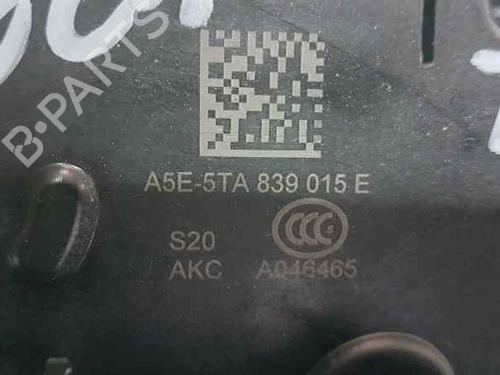 B-PARTS
A5E-5TA 839 015 E
S20
CCC
AKC A046465